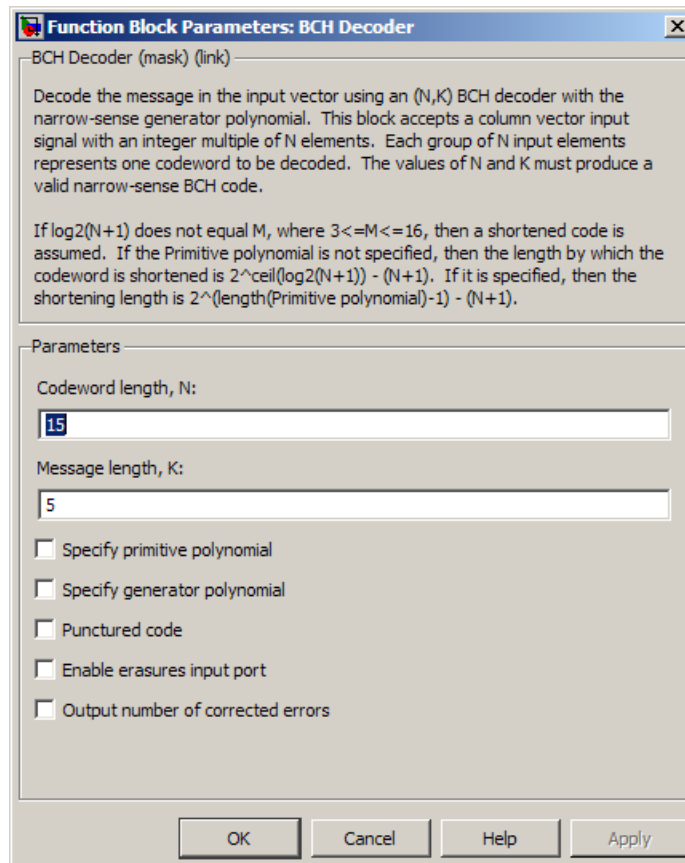 Function Block Parameters: BCH Decoder
BCH Decoder (mask) (link)
Decode the message in the input vector using an (N,K) BCH decoder with the
narrow-sense generator polynomial.  This block accepts a column vector input
signal with an integer multiple of N elements.  Each group of N input elements
represents one codeword to be decoded.  The values of N and K must produce a
valid narrow-sense BCH code.
If log2(N+1) does not equal M, where 3<=M<=16, then a shortened code is
assumed.  If the Primitive polynomial is not specified, then the length by which the
codeword is shortened is 2^ceil(log2(N+1)) - (N+1).  If it is specified, then the
shortening length is 2^(length(Primitive polynomial)-1) - (N+1).
Parameters
Codeword length, N:
15
Message length, K:
5
Specify primitive polynomial
Specify generator polynomial
Punctured code
Enable erasures input port
Output number of corrected errors
OK Cancel Help Apply